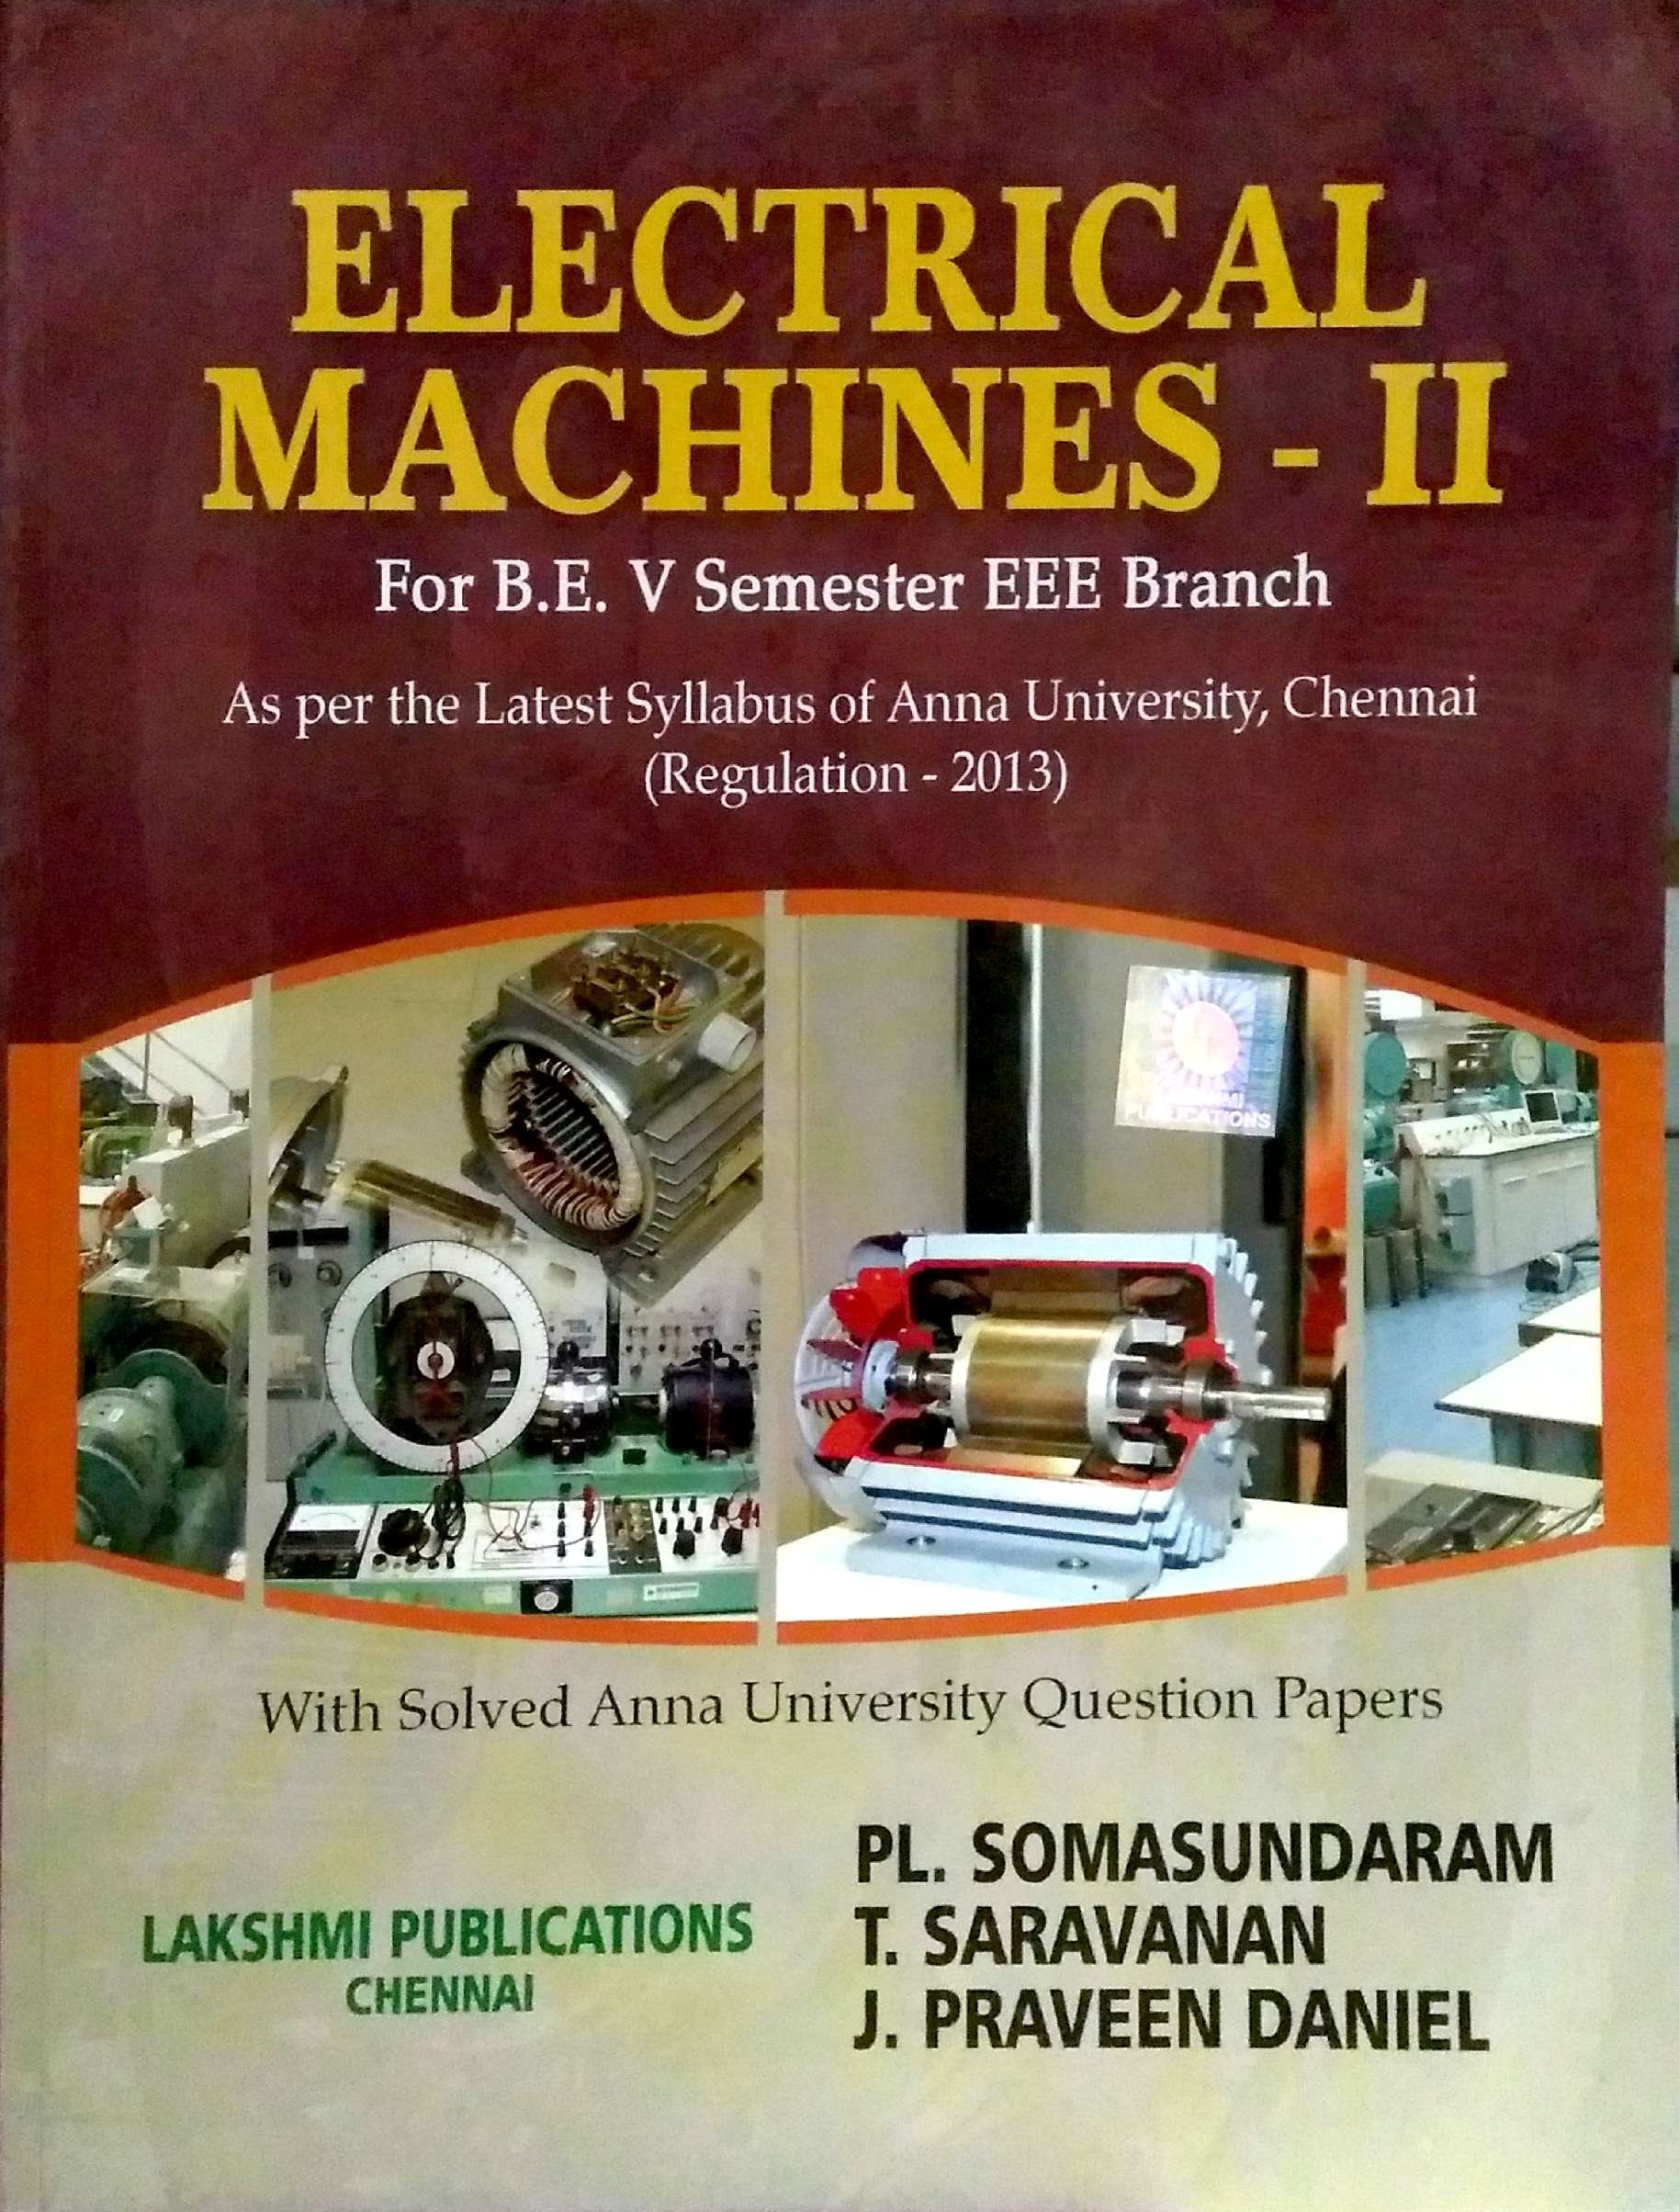 ELECTRICAL
MACHINES - II
For B.E. V Semester EEE Branch
As per the Latest Syllabus of Anna University, Chennai
(Regulation - 2013)
PUBLICATIONS
With Solved Anna University Question Papers
PL. SOMASUNDARAM
T. SARAVANAN
J. PRAVEEN DANIEL
LAKSHMI PUBLICATIONS
CHENNAI